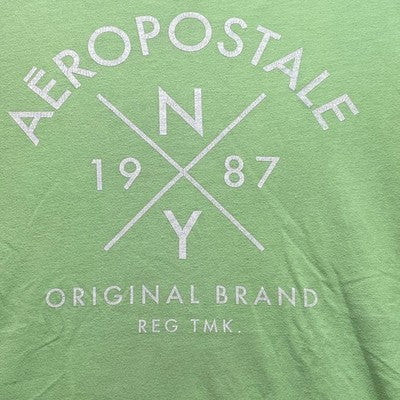 AĒROPOSTALE
N
19 87
Y
ORIGINAL BRAND
REG TMK.